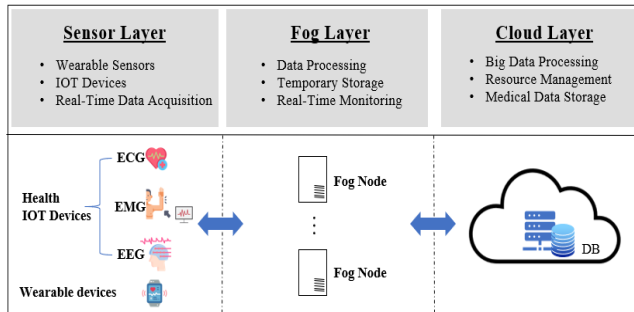 Sensor Layer
• Wearable Sensors
• IOT Devices
• Real-Time Data Acquisition
Fog Layer
• Data Processing
• Temporary Storage
• Real-Time Monitoring
Cloud Layer
• Big Data Processing
• Resource Management
• Medical Data Storage
Health
IOT Devices
ECG
EMG
EEG
Wearable devices
Fog Node
⋮
Fog Node
DB